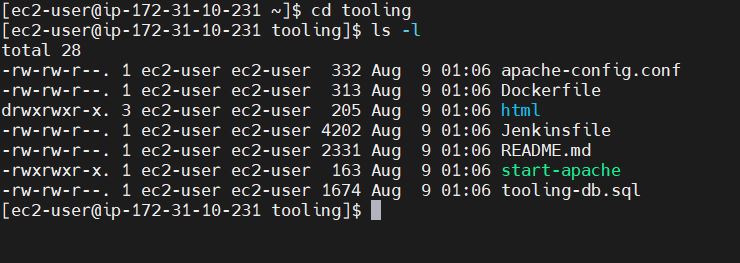 [ec2-user@ip-172-31-10-231 ~]$ cd tooling
[ec2-user@ip-172-31-10-231 tooling]$ ls -l
total 28
-rw-rw-r--. 1 ec2-user ec2-user  332 Aug  9 01:06 apache-config.conf
-rw-rw-r--. 1 ec2-user ec2-user  313 Aug  9 01:06 Dockerfile
drwxrwxr-x. 3 ec2-user ec2-user  205 Aug  9 01:06 html
-rw-rw-r--. 1 ec2-user ec2-user 4202 Aug  9 01:06 Jenkinsfile
-rw-rw-r--. 1 ec2-user ec2-user 2331 Aug  9 01:06 README.md
-rwxrwxr-x. 1 ec2-user ec2-user  163 Aug  9 01:06 start-apache
-rw-rw-r--. 1 ec2-user ec2-user 1674 Aug  9 01:06 tooling-db.sql
[ec2-user@ip-172-31-10-231 tooling]$